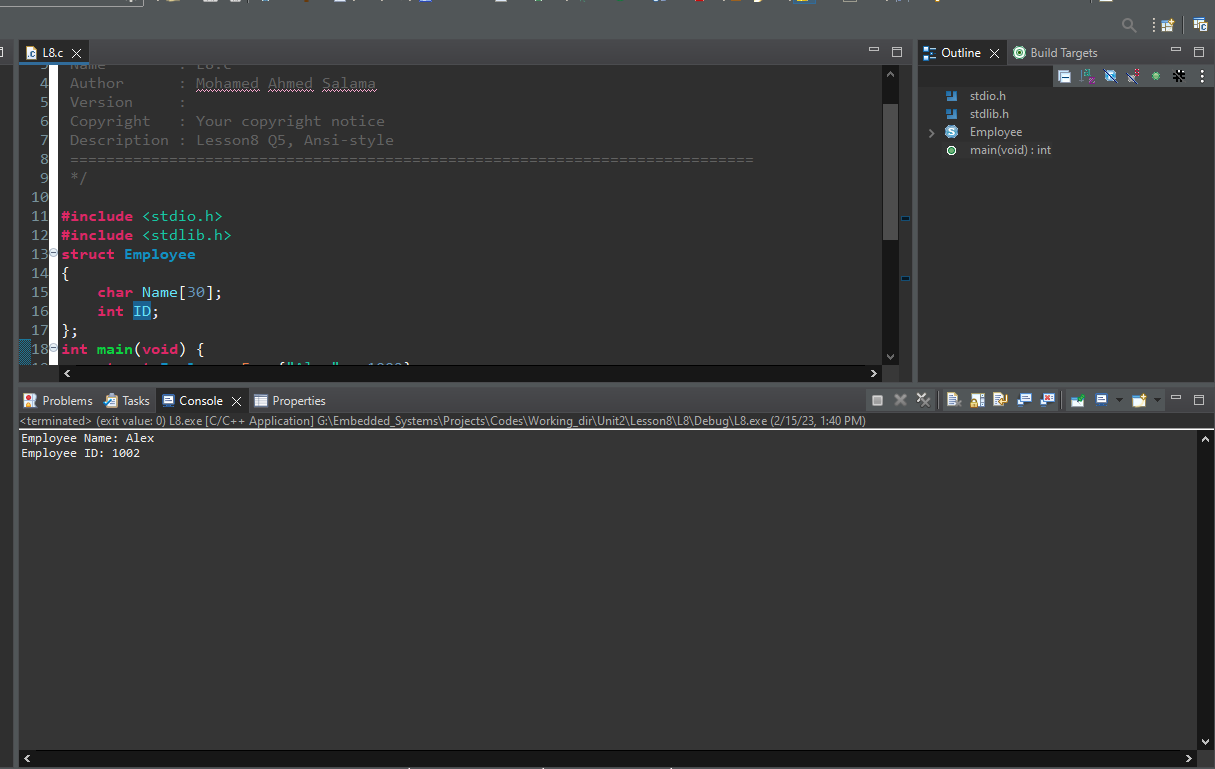 L8.c
3 Name : L8.c
4 Author : Mohamed Ahmed Salama
5 Version :
6 Copyright : Your copyright notice
7 Description : Lesson8 Q5, Ansi-style
8 ============================================================================
9 */
10
11 #include <stdio.h>
12 #include <stdlib.h>
13 struct Employee
14 {
15 char Name[30];
16 int ID;
17 };
18 int main(void) {
Outline
Build Targets
stdio.h
stdlib.h
Employee
main(void) : int
Problems
Tasks
Console
Properties
<terminated> (exit value: 0) L8.exe [C/C++ Application] G:\Embedded_Systems\Projects\Codes\Working_dir\Unit2\Lesson8\L8\Debug\L8.exe (2/15/23, 1:40 PM)
Employee Name: Alex
Employee ID: 1002